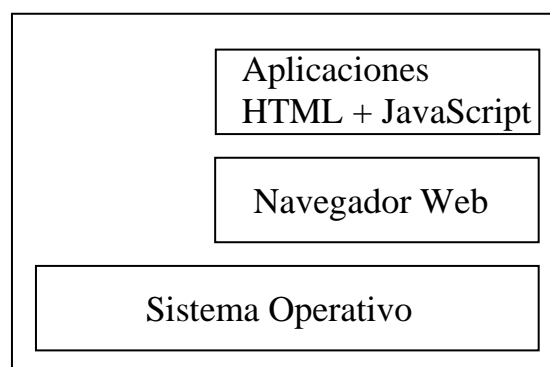 Aplicaciones
HTML + JavaScript
Navegador Web
Sistema Operativo